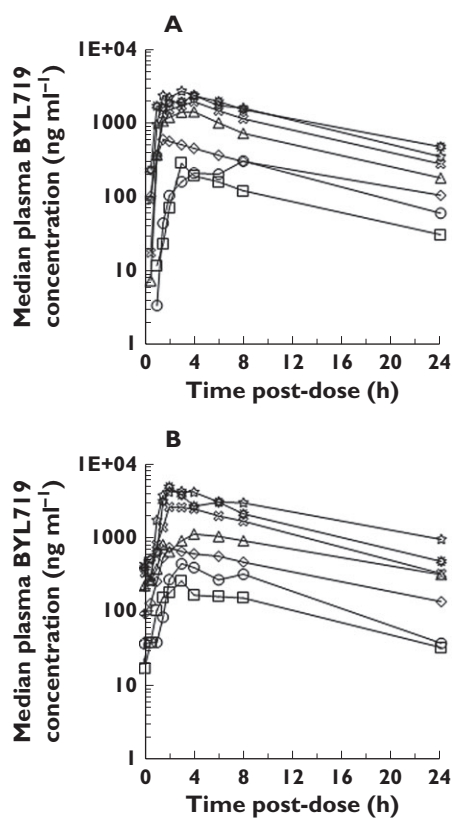 A
Median plasma BYL719
concentration (ng ml⁻¹)
1E+04
1000
100
10
1
0 4 8 12 16 20 24
Time post-dose (h)
B
Median plasma BYL719
concentration (ng ml⁻¹)
1E+04
1000
100
10
1
0 4 8 12 16 20 24
Time post-dose (h)